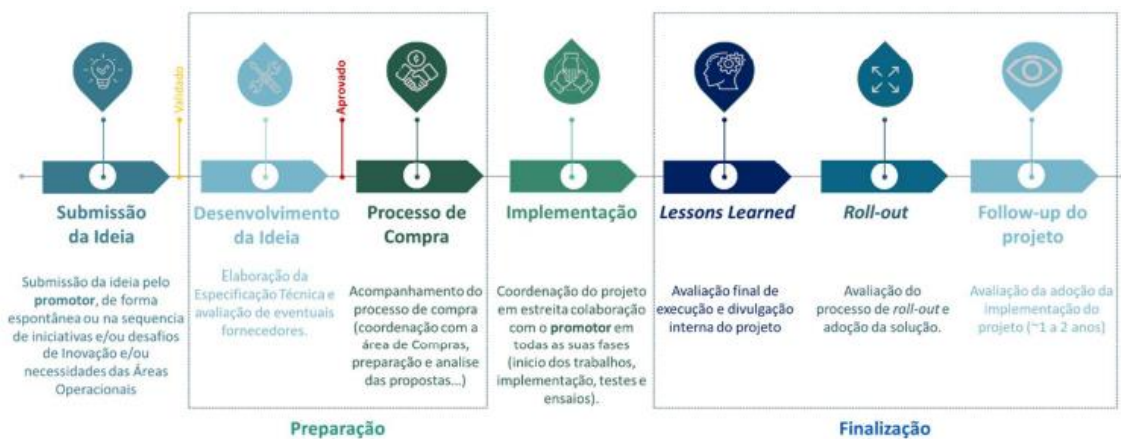 Validado
Aprovado
Submissão
da Ideia
Submissão da ideia pelo
promotor, de forma
espontânea ou na sequencia
de iniciativas e/ou desafios
de Inovação e/ou
necessidades das Áreas
Operacionais
Desenvolvimento
da Ideia
Elaboração da
Especificação Técnica e
avaliação de eventuais
fornecedores.
Processo de
Compra
Acompanhamento do
processo de compra
(coordenação com a
área de Compras,
preparação e analise
das propostas...)
Implementação
Coordenação do projeto
em estreita colaboração
com o promotor em
todas as suas fases
(inicio dos trabalhos,
implementação, testes e
ensaios).
Lessons Learned
Avaliação final de
execução e divulgação
interna do projeto
Roll-out
Avaliação do
processo de roll-out e
adoção da solução.
Follow-up do
projeto
Avaliação da adoção da
implementação do
projeto (~1 a 2 anos)
Preparação
Finalização